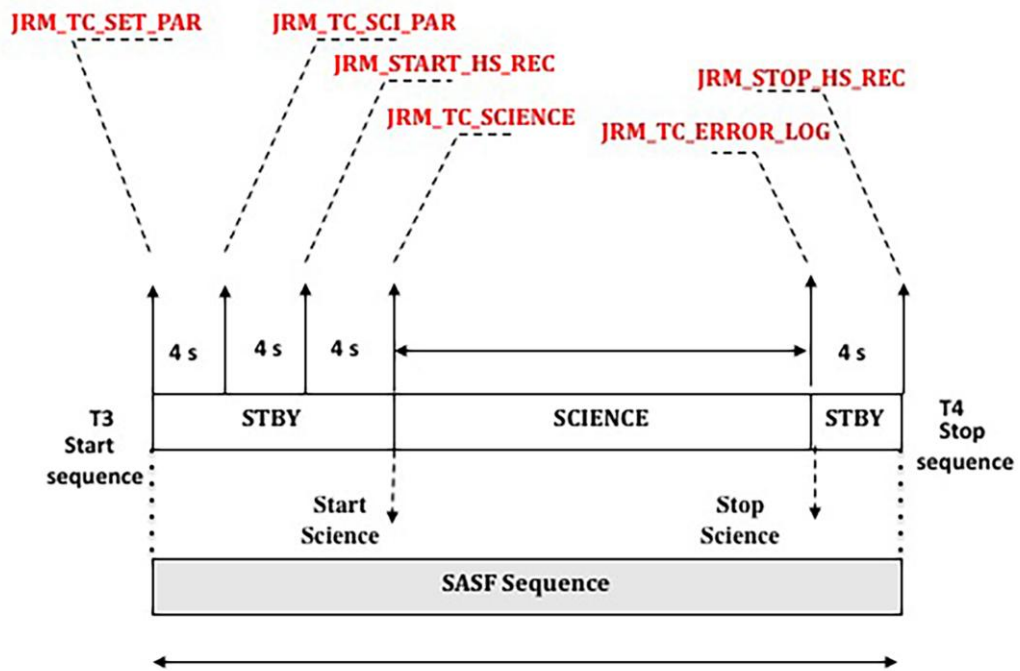 JRM_TC_SET_PAR
JRM_TC_SCI_PAR
JRM_START_HS_REC
JRM_STOP_HS_REC
JRM_TC_SCIENCE
JRM_TC_ERROR_LOG
4 s
4 s
4 s
4 s
T3
Start
sequence
STBY
SCIENCE
STBY
T4
Stop
sequence
Start
Science
Stop
Science
SASF Sequence